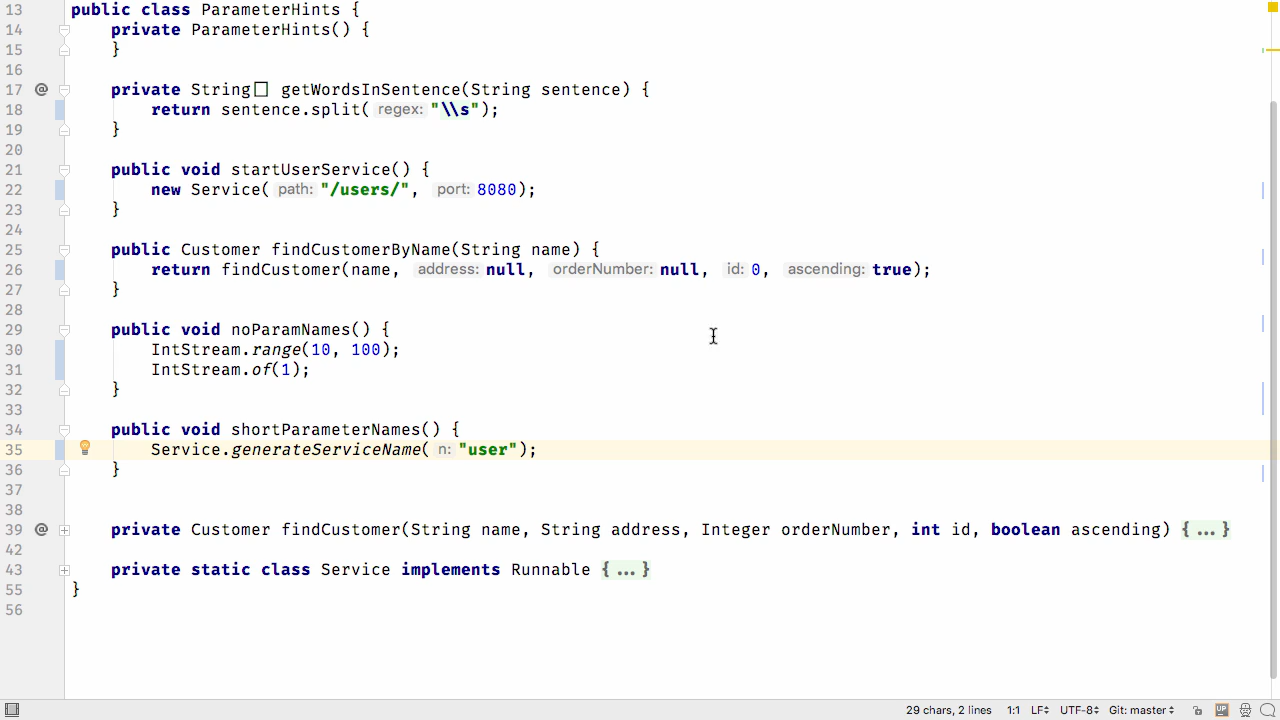 13 public class ParameterHints {
14 private ParameterHints() {
15 }
16
17 @ private String[] getWordsInSentence(String sentence) {
18 return sentence.split( regex: "\\s");
19 }
20
21 public void startUserService() {
22 new Service( path: "/users/", port: 8080);
23 }
24
25 public Customer findCustomerByName(String name) {
26 return findCustomer(name, address: null, orderNumber: null, id: 0, ascending: true);
27 }
28
29 public void noParamNames() {
30 IntStream.range(10, 100);
31 IntStream.of(1);
32 }
33
34 public void shortParameterNames() {
35 Service.generateServiceName( n: "user");
36 }
37
38
39 @ private Customer findCustomer(String name, String address, Integer orderNumber, int id, boolean ascending) {...}
42
43 private static class Service implements Runnable {...}
55 }
56
29 chars, 2 lines 1:1 LF UTF-8 Git: master UP